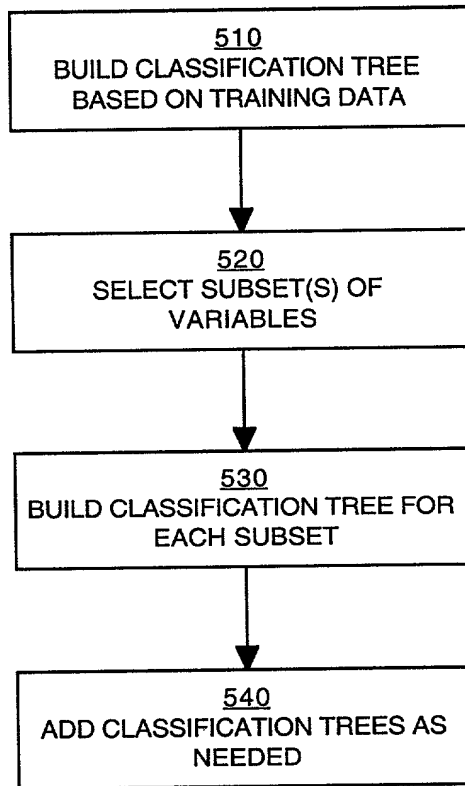 510
BUILD CLASSIFICATION TREE
BASED ON TRAINING DATA
520
SELECT SUBSET(S) OF
VARIABLES
530
BUILD CLASSIFICATION TREE FOR
EACH SUBSET
540
ADD CLASSIFICATION TREES AS
NEEDED